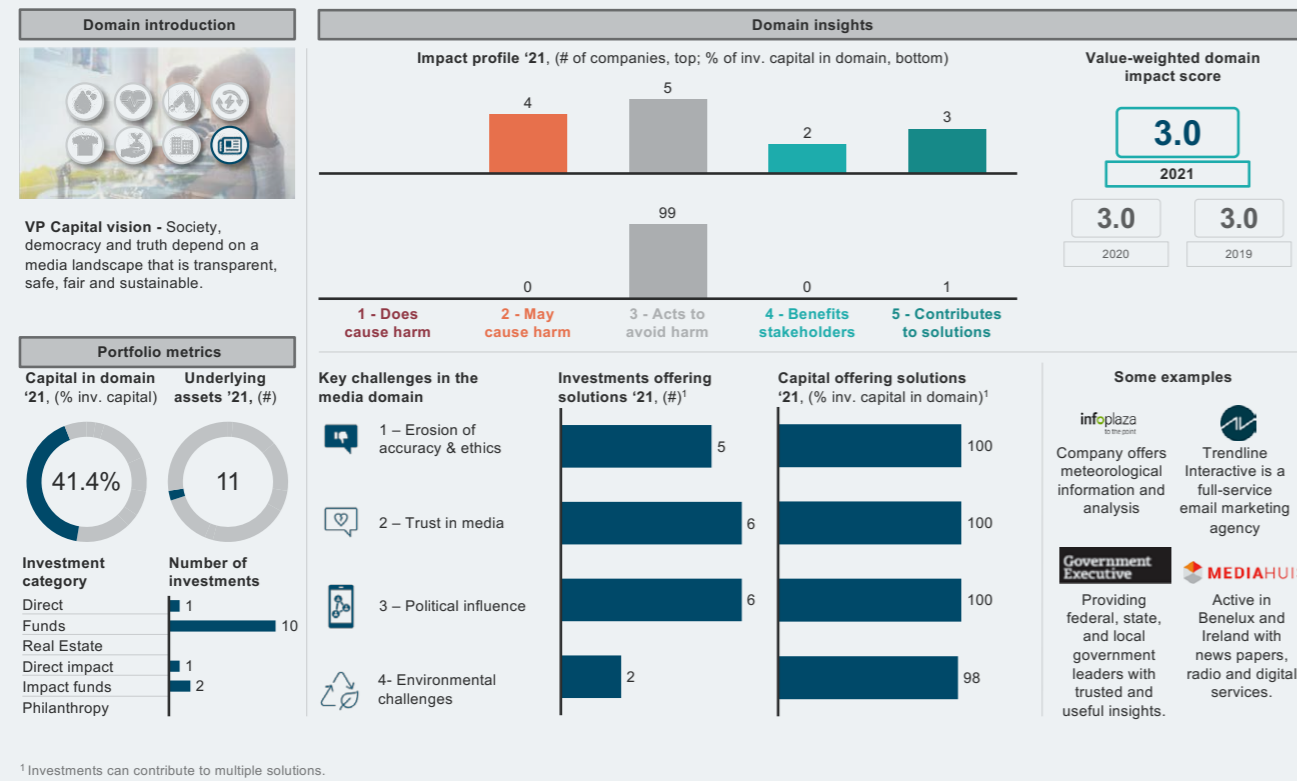 Domain introduction
VP Capital vision - Society,
democracy and truth depend on a
media landscape that is transparent,
safe, fair and sustainable.
Portfolio metrics
Capital in domain
‘21, (% inv. capital)
Underlying
assets ’21, (#)
41.4%
11
Investment
category
Number of
investments
Direct 1
Funds 10
Real Estate
Direct impact 1
Impact funds 2
Philanthropy
Domain insights
Impact profile ‘21, (# of companies, top; % of inv. capital in domain, bottom)
4
5
2
3
0
99
0
1
1 - Does
cause harm
2 - May
cause harm
3 - Acts to
avoid harm
4 - Benefits
stakeholders
5 - Contributes
to solutions
Value-weighted domain
impact score
3.0
2021
3.0
2020
3.0
2019
Key challenges in the
media domain
1 – Erosion of
accuracy & ethics
2 – Trust in media
3 – Political influence
4- Environmental
challenges
Investments offering
solutions ‘21, (#)¹
5
6
6
2
Capital offering solutions
‘21, (% inv. capital in domain)¹
100
100
100
98
Some examples
infoplaza
to the point
Company offers
meteorological
information and
analysis
Trendline
Interactive is a
full-service
email marketing
agency
Government
Executive
Providing
federal, state,
and local
government
leaders with
trusted and
useful insights.
MEDIAHUI
Active in
Benelux and
Ireland with
news papers,
radio and digital
services.
¹ Investments can contribute to multiple solutions.